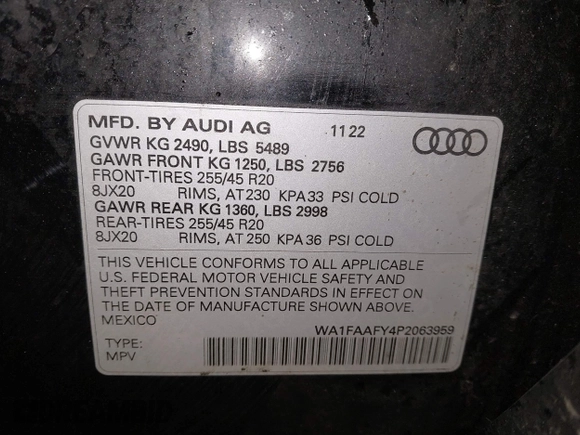 MFD. BY AUDI AG 11 22
GVWR KG 2490, LBS 5489
GAWR FRONT KG 1250, LBS 2756
FRONT-TIRES 255/45 R20
8JX20 RIMS, AT 230 KPA 33 PSI COLD
GAWR REAR KG 1360, LBS 2998
REAR-TIRES 255/45 R20
8JX20 RIMS, AT 250 KPA 36 PSI COLD
THIS VEHICLE CONFORMS TO ALL APPLICABLE
U.S. FEDERAL MOTOR VEHICLE SAFETY AND
THEFT PREVENTION STANDARDS IN EFFECT ON
THE DATE OF MANUFACTURE SHOWN ABOVE.
MEXICO
WA1FAAFY4P2063959
TYPE:
MPV